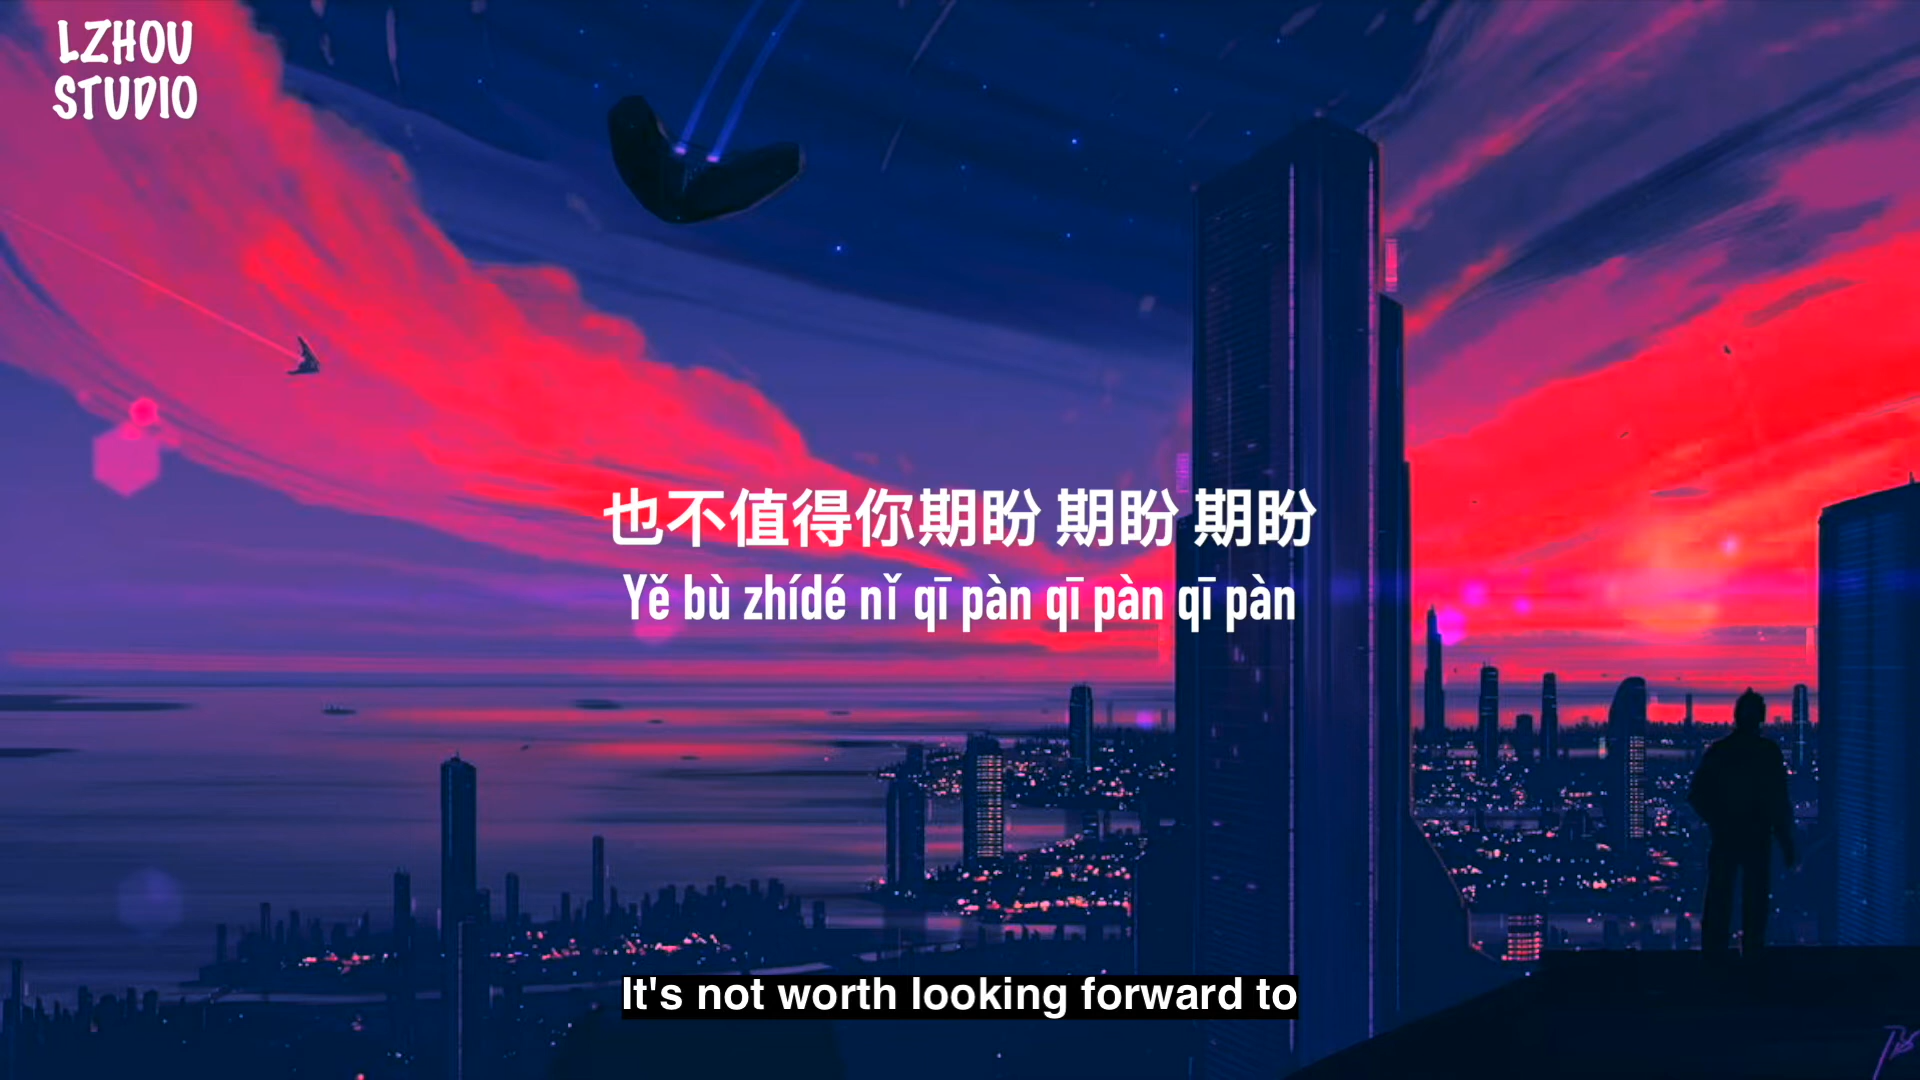 LZHOU
STUDIO
也不值得你期盼 期盼 期盼
Yě bù zhídé nǐ qī pàn qī pàn qī pàn
It's not worth looking forward to